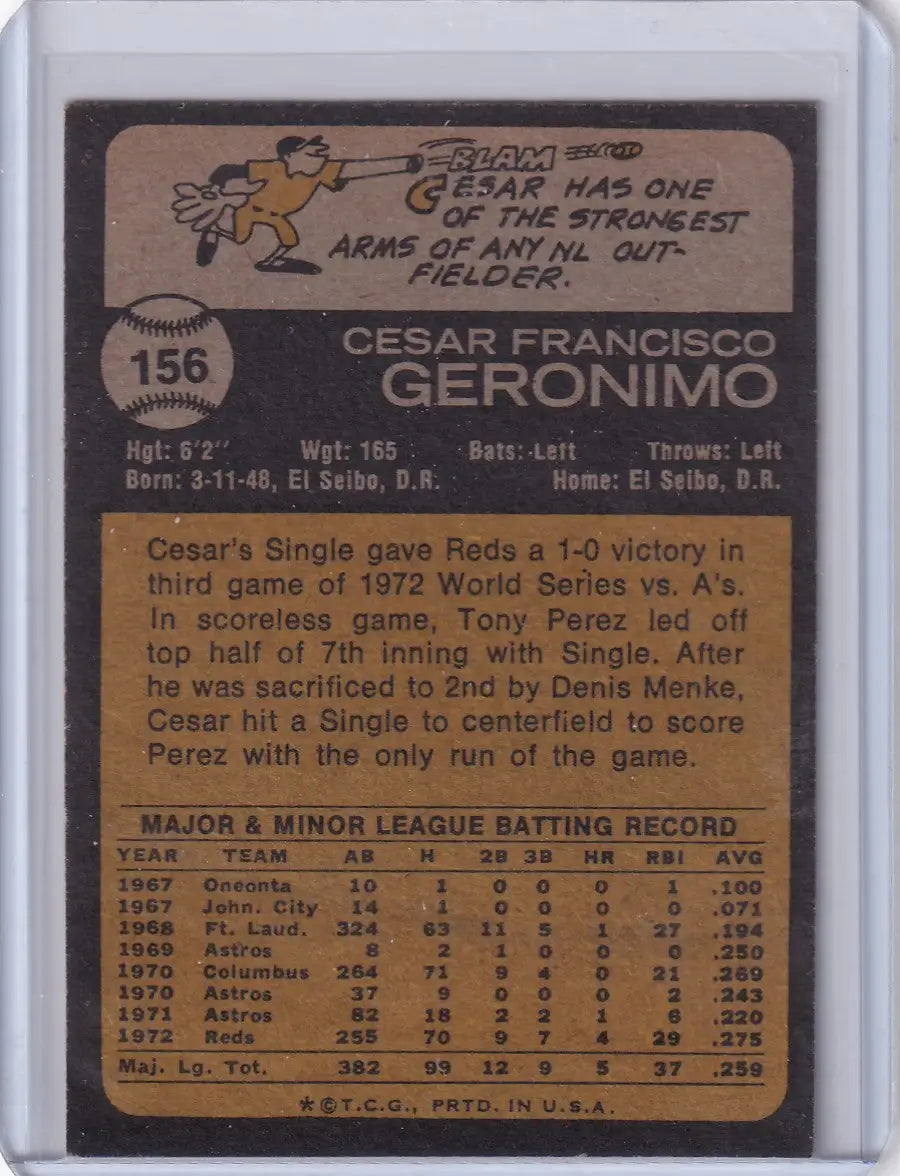 BLAM
CESAR HAS ONE
OF THE STRONGEST
ARMS OF ANY NL OUT-
FIELDER.
156
CESAR FRANCISCO
GERONIMO
Hgt: 6'2'' Wgt: 165 Bats: Left Throws: Left
Born: 3-11-48, El Seibo, D.R. Home: El Seibo, D.R.
Cesar's Single gave Reds a 1-0 victory in
third game of 1972 World Series vs. A's.
In scoreless game, Tony Perez led off
top half of 7th inning with Single. After
he was sacrificed to 2nd by Denis Menke,
Cesar hit a Single to centerfield to score
Perez with the only run of the game.
MAJOR & MINOR LEAGUE BATTING RECORD
YEAR TEAM AB H 2B 3B HR RBI AVG
1967 Oneonta 10 1 0 0 0 1 .100
1967 John. City 14 1 0 0 0 0 .071
1968 Ft. Laud. 324 63 11 5 1 27 .194
1969 Astros 8 2 1 0 0 0 .250
1970 Columbus 264 71 9 4 0 21 .269
1970 Astros 37 9 0 0 0 2 .243
1971 Astros 82 18 2 2 1 6 .220
1972 Reds 255 70 9 7 4 29 .275
Maj. Lg. Tot. 382 99 12 9 5 37 .259
*©T.C.G., PRTD. IN U.S.A.